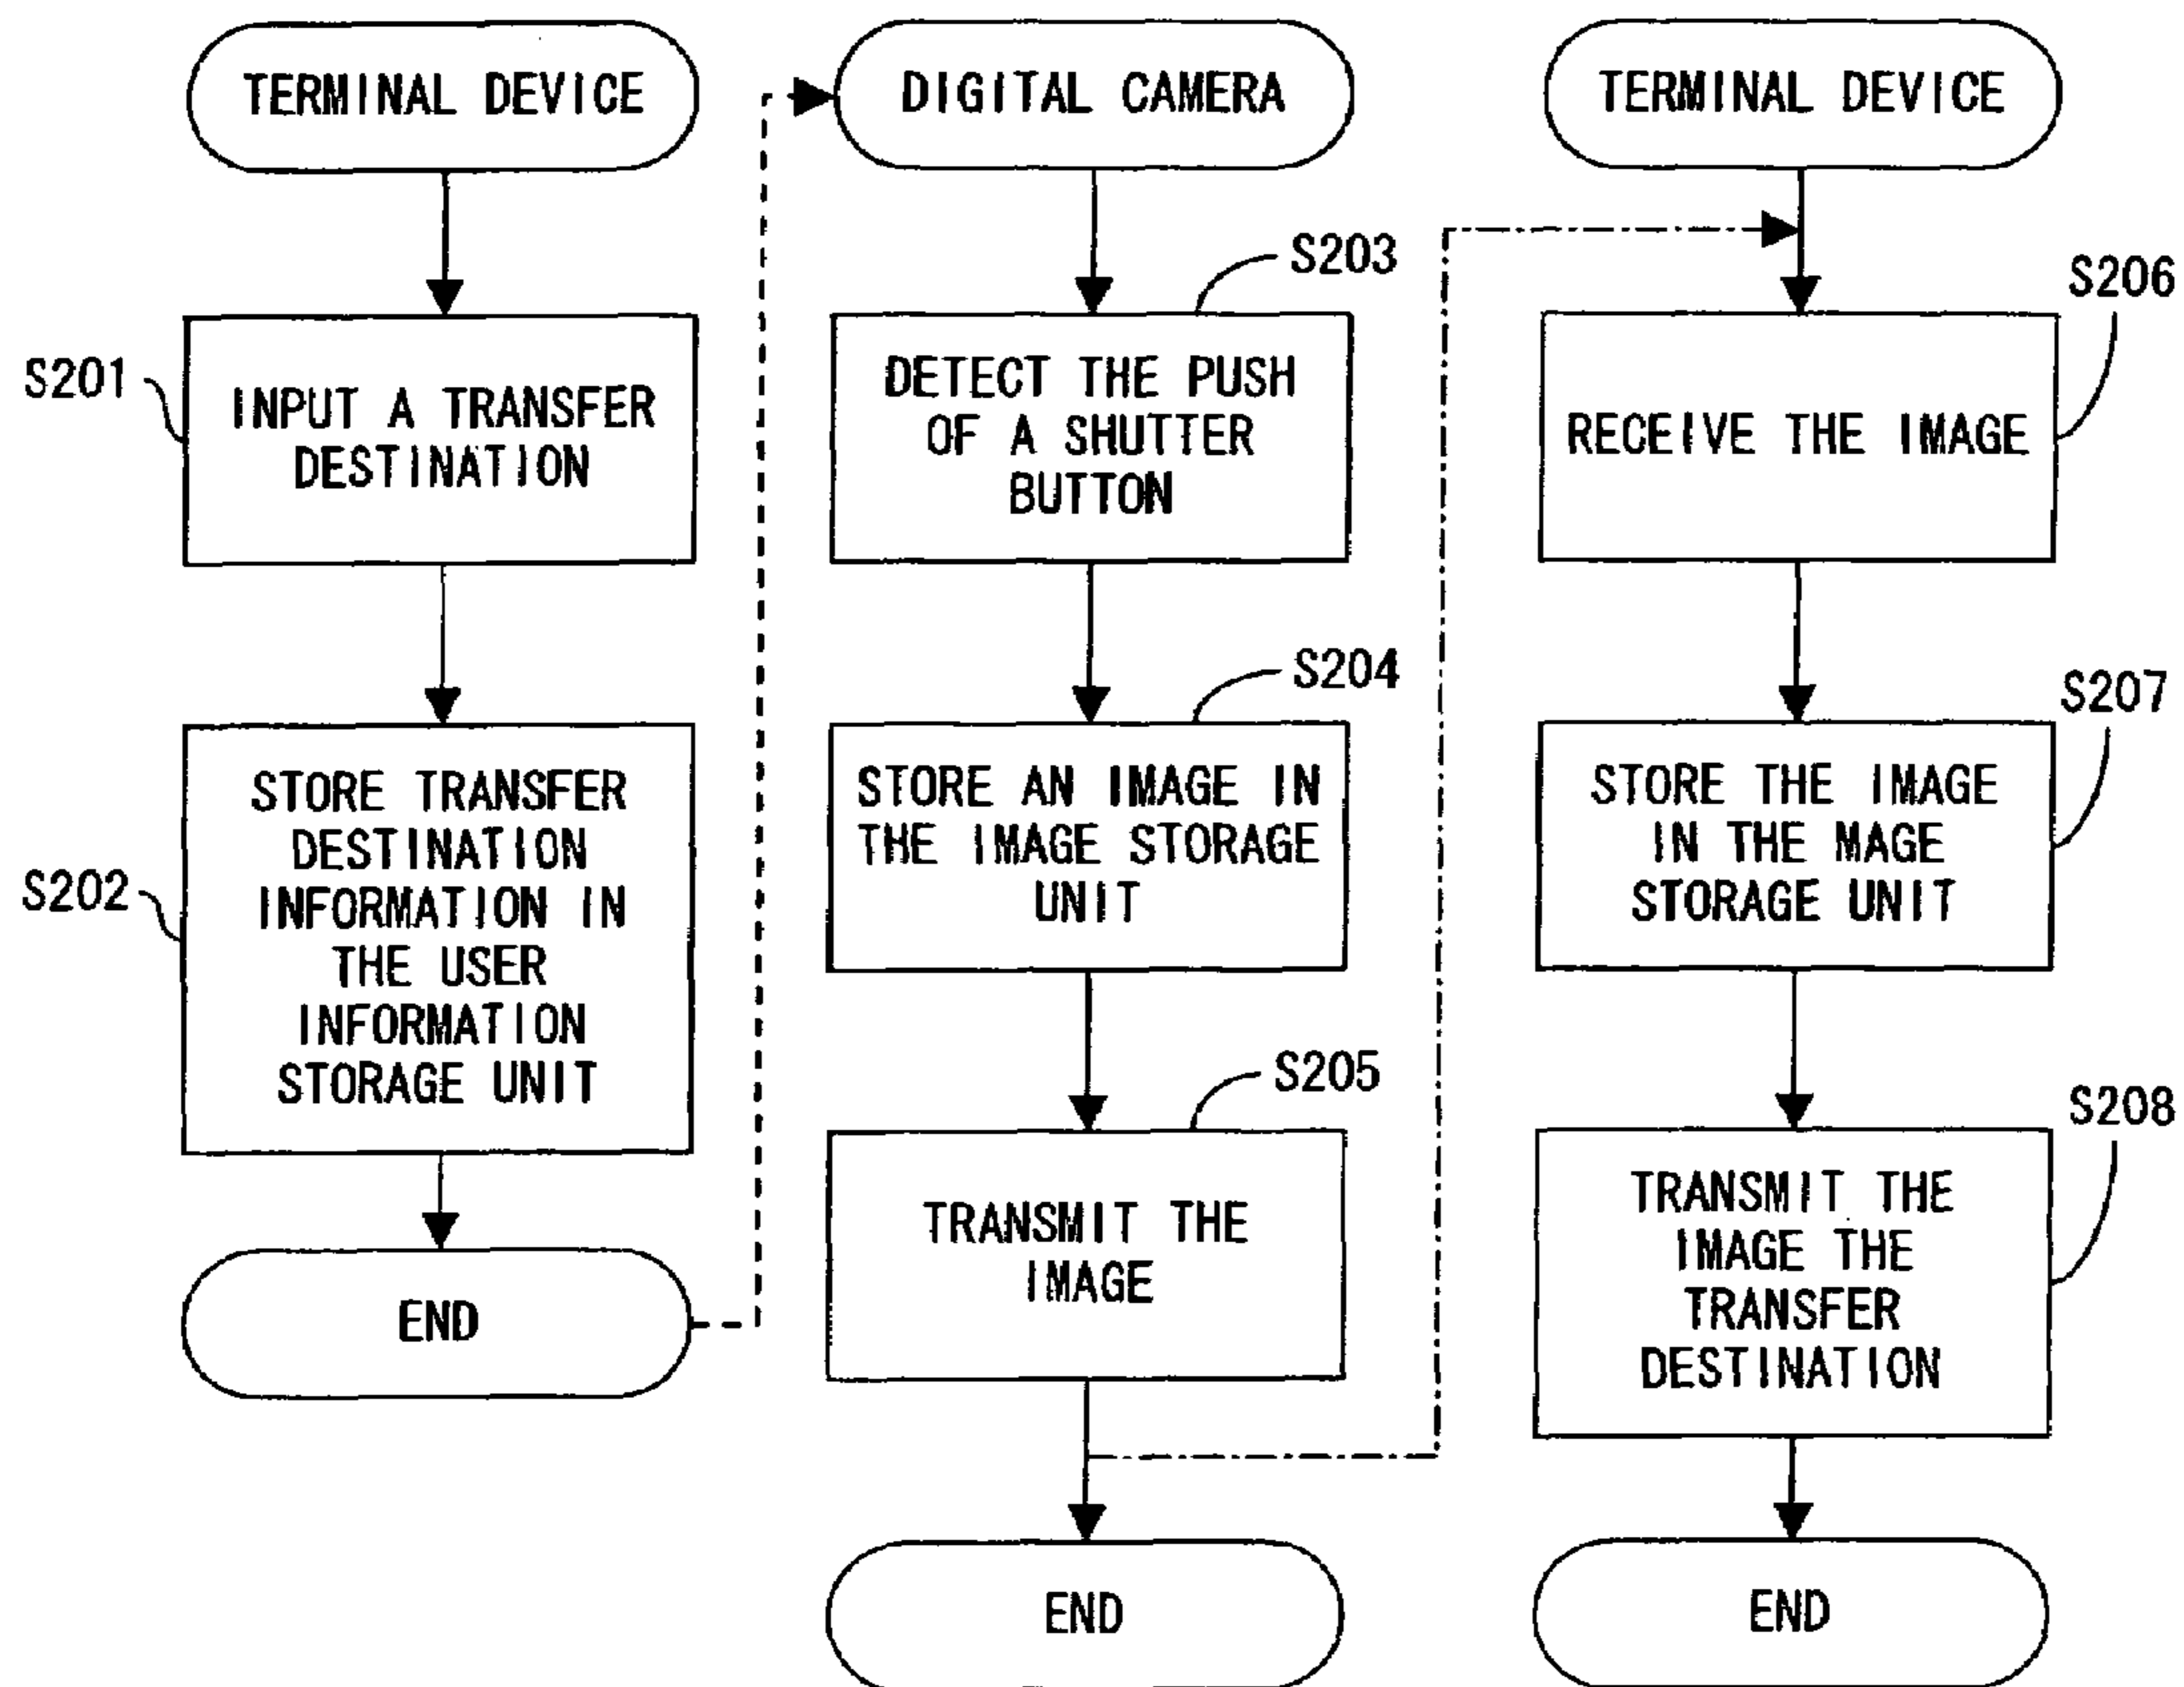 TERMINAL DEVICE
S201
INPUT A TRANSFER
DESTINATION
S202
STORE TRANSFER
DESTINATION
INFORMATION IN
THE USER
INFORMATION
STORAGE UNIT
END
DIGITAL CAMERA
S203
DETECT THE PUSH
OF A SHUTTER
BUTTON
S204
STORE AN IMAGE IN
THE IMAGE STORAGE
UNIT
S205
TRANSMIT THE
IMAGE
END
TERMINAL DEVICE
S206
RECEIVE THE IMAGE
S207
STORE THE IMAGE
IN THE MAGE
STORAGE UNIT
S208
TRANSMIT THE
IMAGE THE
TRANSFER
DESTINATION
END